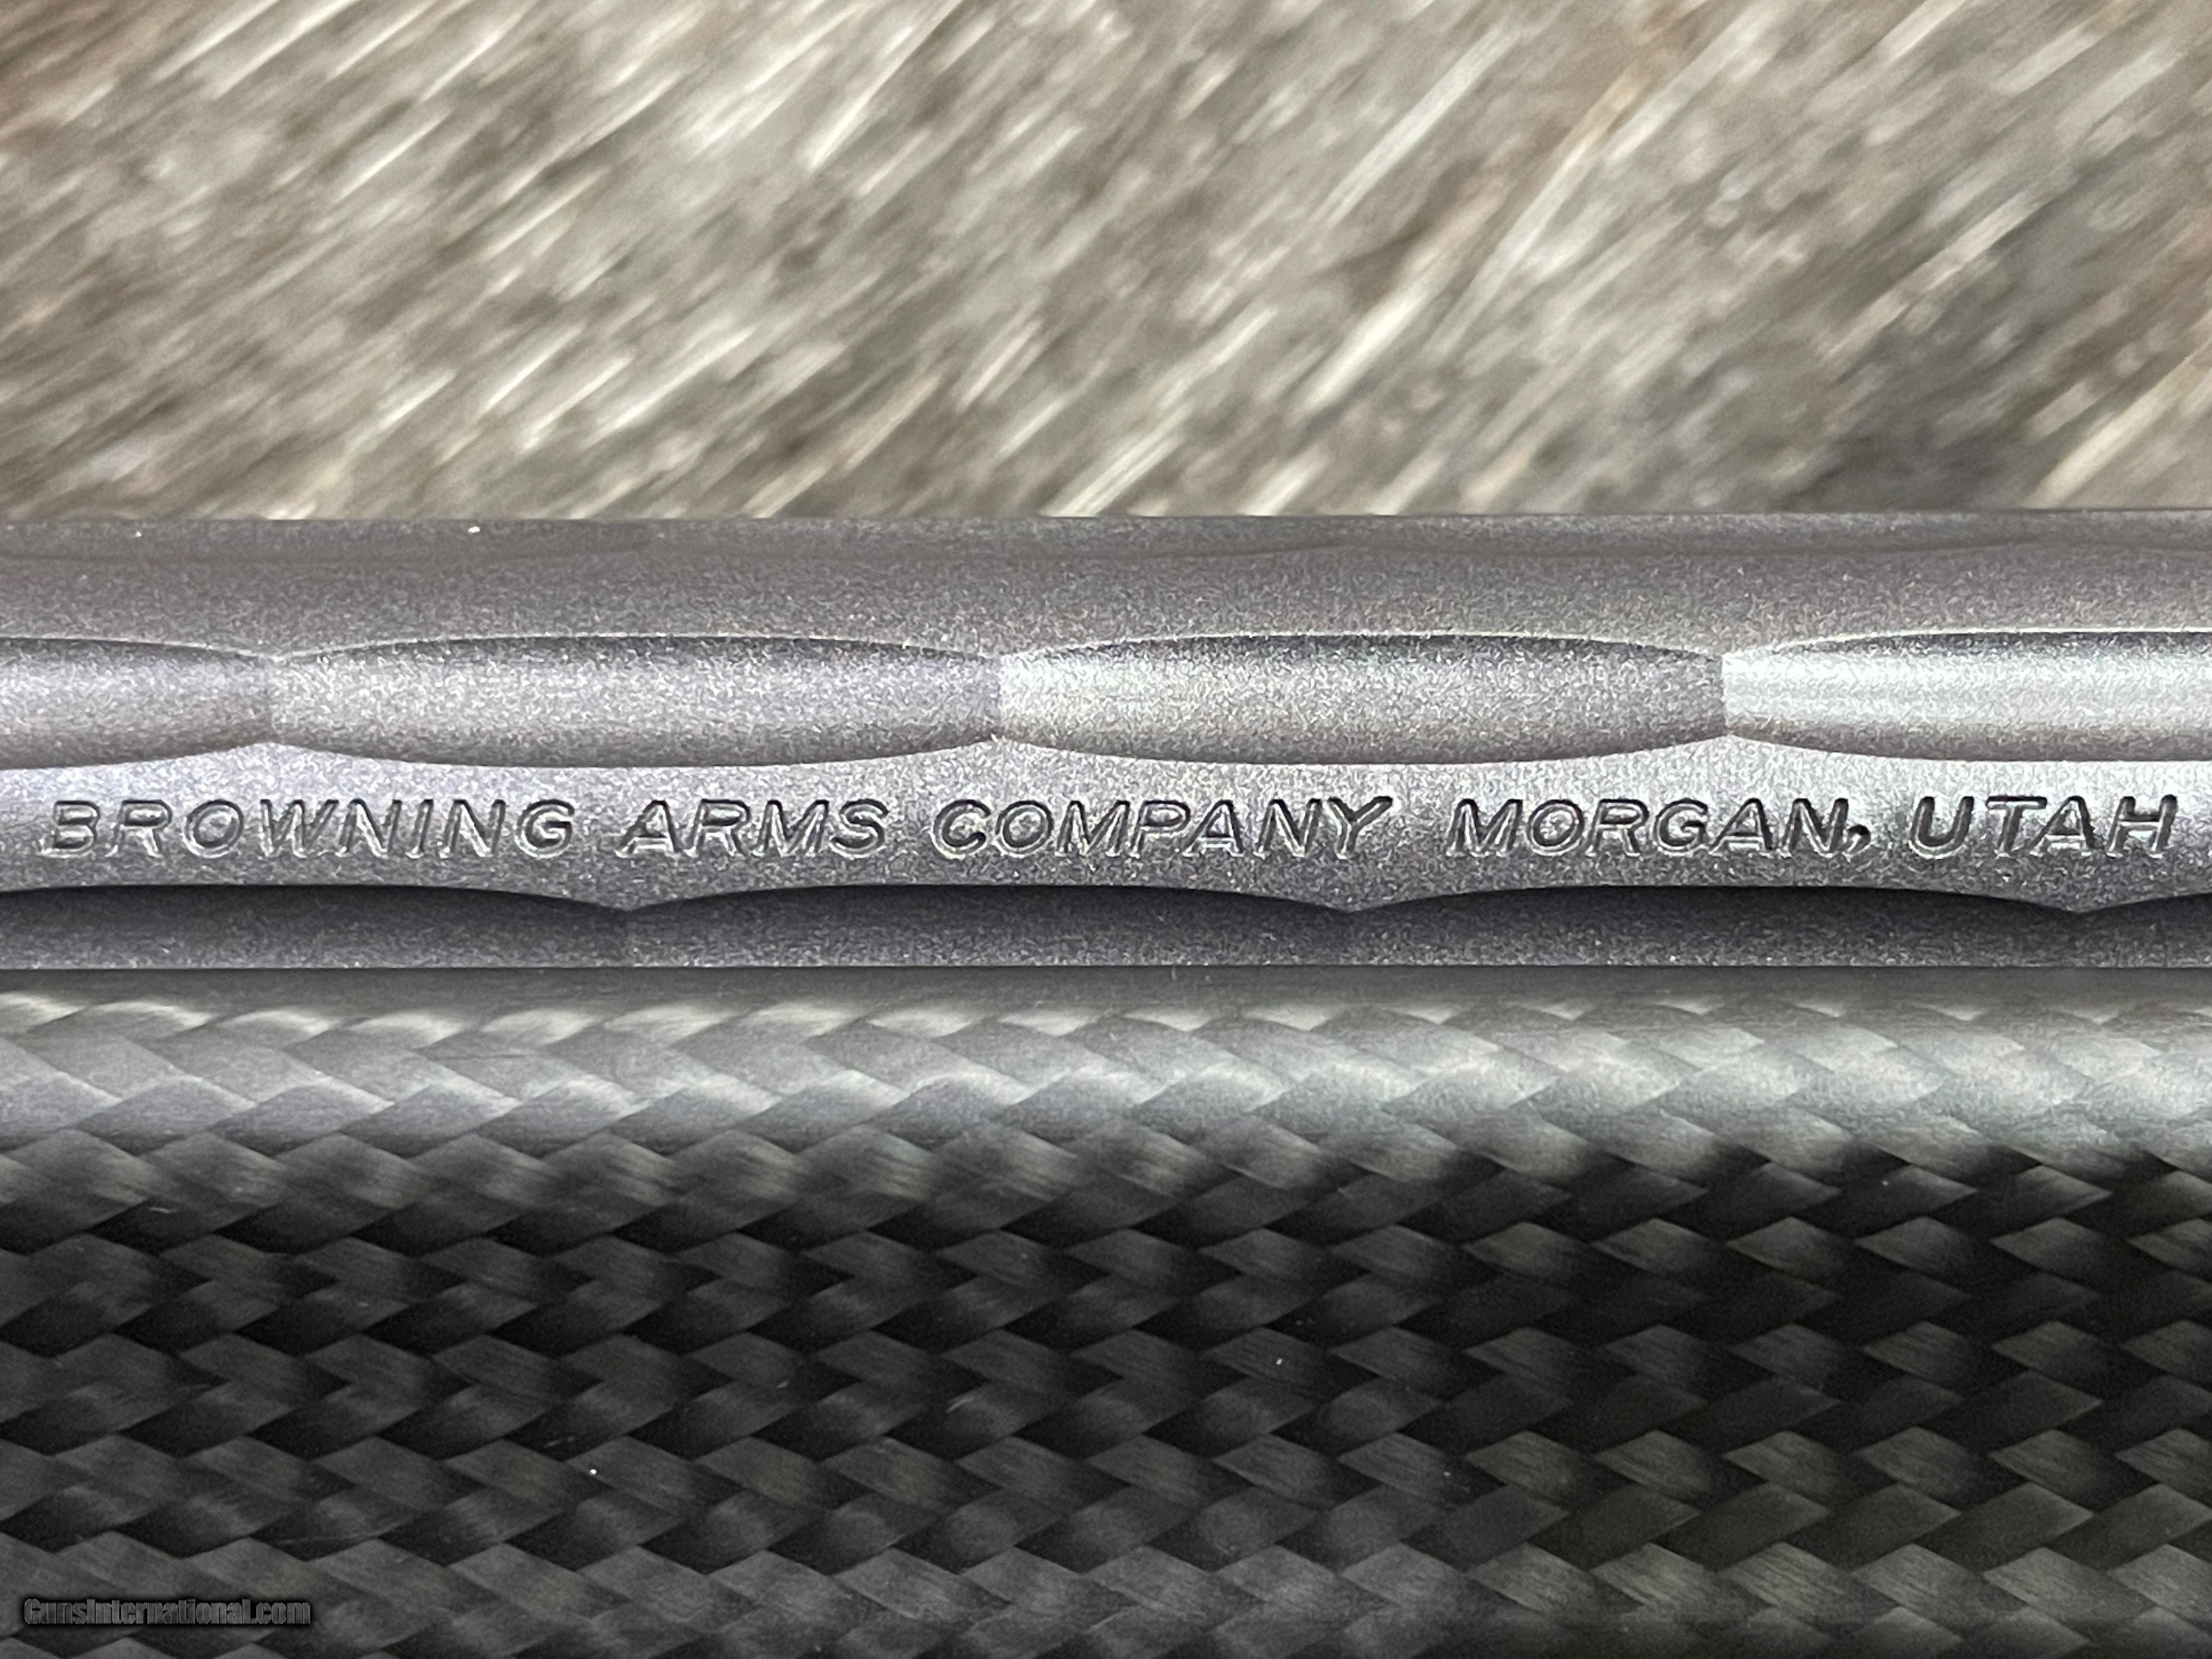 BROWNING ARMS COMPANY MORGAN, UTAH
GunsInternational.com